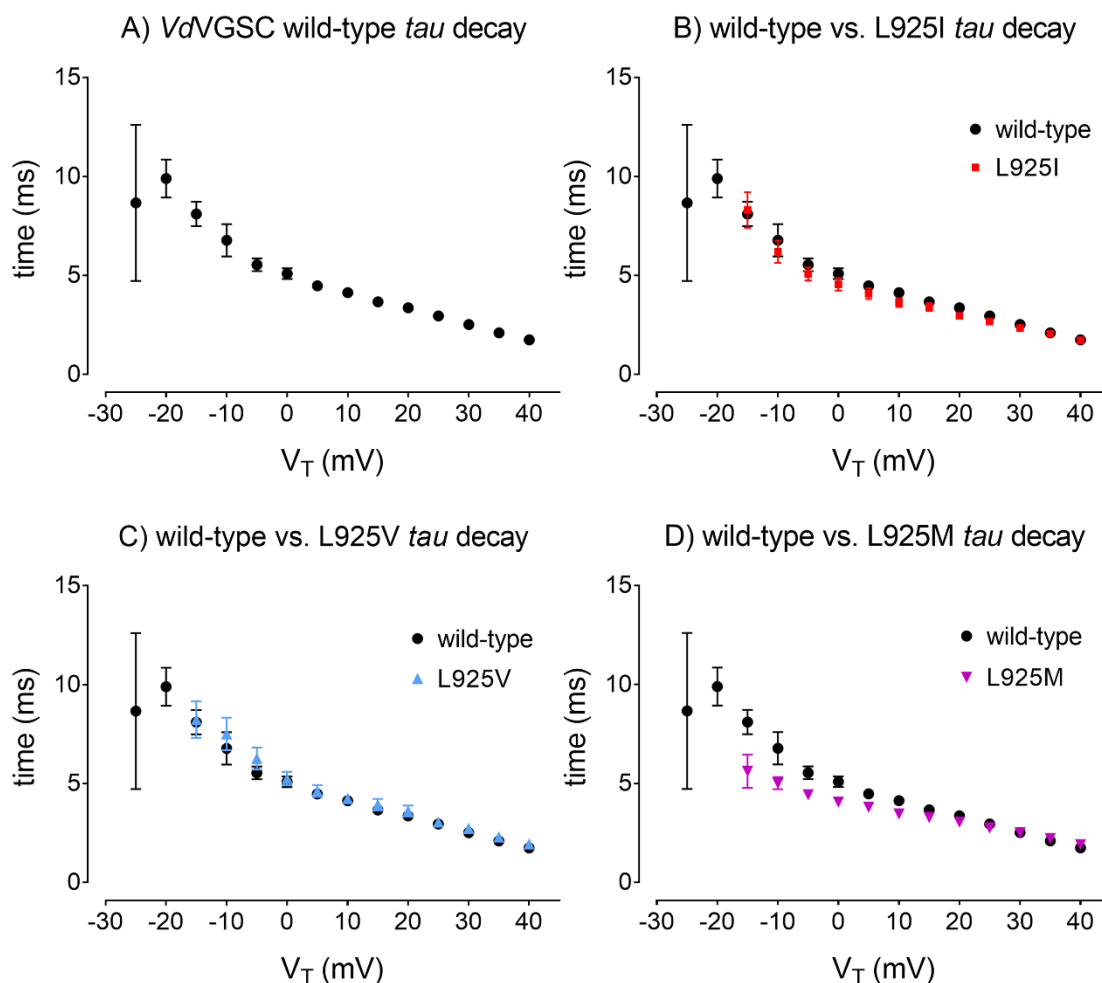 A) VdVGSC wild-type tau decay
15
10
5
0
time (ms)
-30 -20 -10 0 10 20 30 40
V_T (mV)
B) wild-type vs. L925I tau decay
15
10
5
0
time (ms)
wild-type
L925I
-30 -20 -10 0 10 20 30 40
V_T (mV)
C) wild-type vs. L925V tau decay
15
10
5
0
time (ms)
wild-type
L925V
-30 -20 -10 0 10 20 30 40
V_T (mV)
D) wild-type vs. L925M tau decay
15
10
5
0
time (ms)
wild-type
L925M
-30 -20 -10 0 10 20 30 40
V_T (mV)